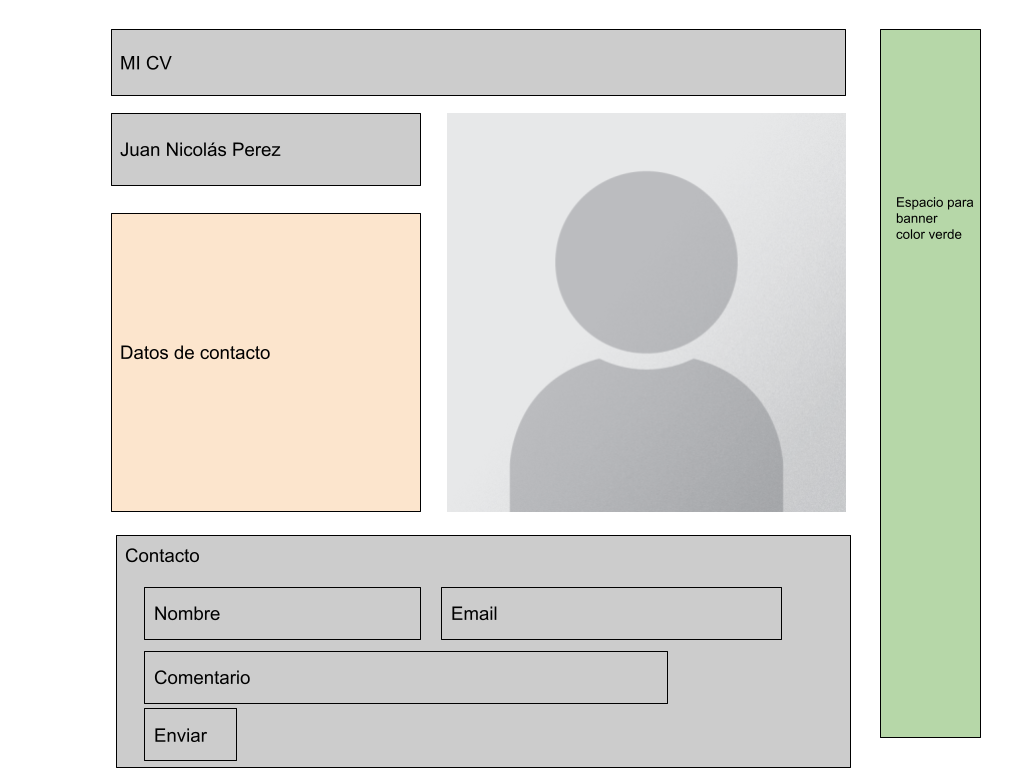 MI CV
Juan Nicolás Perez
Datos de contacto
Espacio para
banner
color verde
Contacto
Nombre
Email
Comentario
Enviar